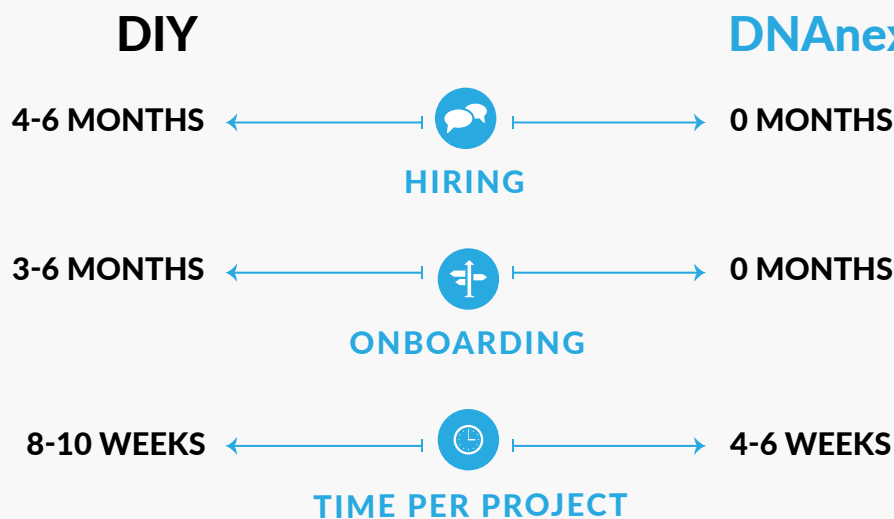 DIY DNAnex
4-6 MONTHS 0 MONTHS
HIRING
3-6 MONTHS 0 MONTHS
ONBOARDING
8-10 WEEKS 4-6 WEEKS
TIME PER PROJECT